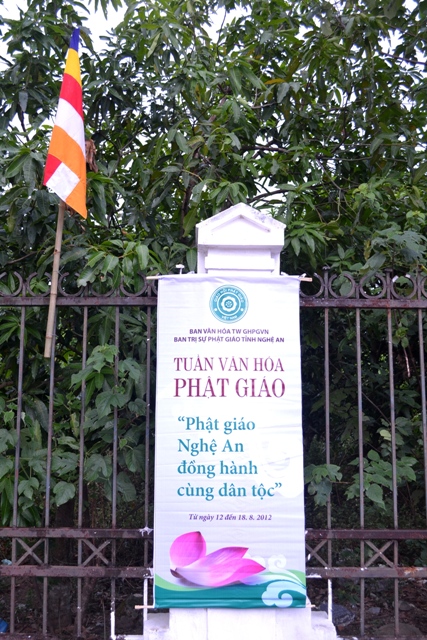 BAN VĂN HÓA TW GHPGVN
BAN TRỊ SỰ PHẬT GIÁO TỈNH NGHỆ AN
TUẦN VĂN HÓA
PHẬT GIÁO
“Phật giáo
Nghệ An
đồng hành
cùng dân tộc”
Từ ngày 12 đến 18. 8. 2012